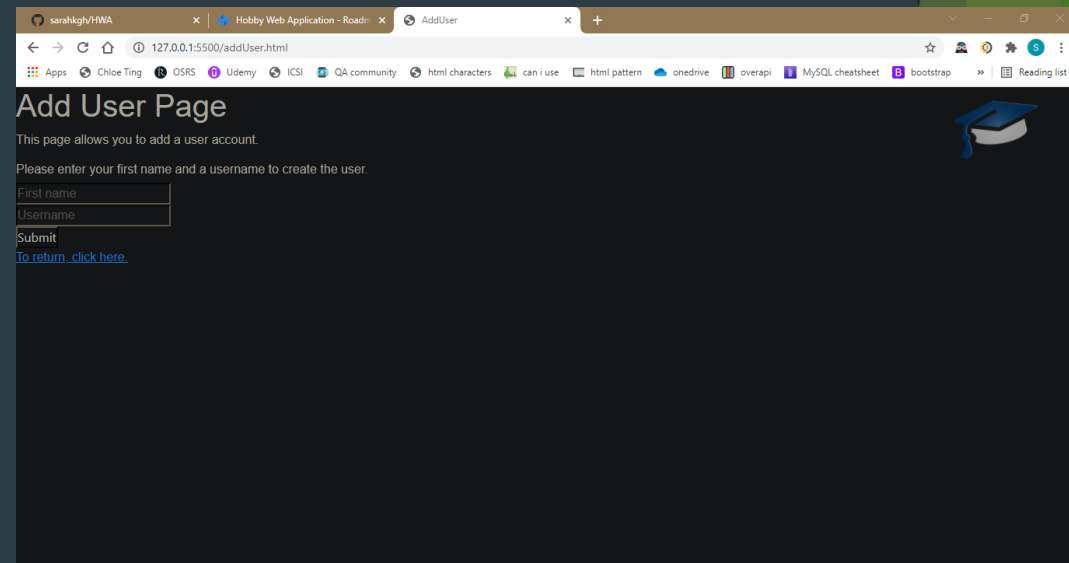 sarahkgh/HWA
Hobby Web Application - Roadm
AddUser
127.0.0.1:5500/addUser.html
S
Apps Chloe Ting OSRS Udemy ICSI QA community html characters can i use html pattern onedrive overapi MySQL cheatsheet B bootstrap » Reading list
Add User Page
This page allows you to add a user account.
Please enter your first name and a username to create the user.
First name
Username
Submit
To return, click here.